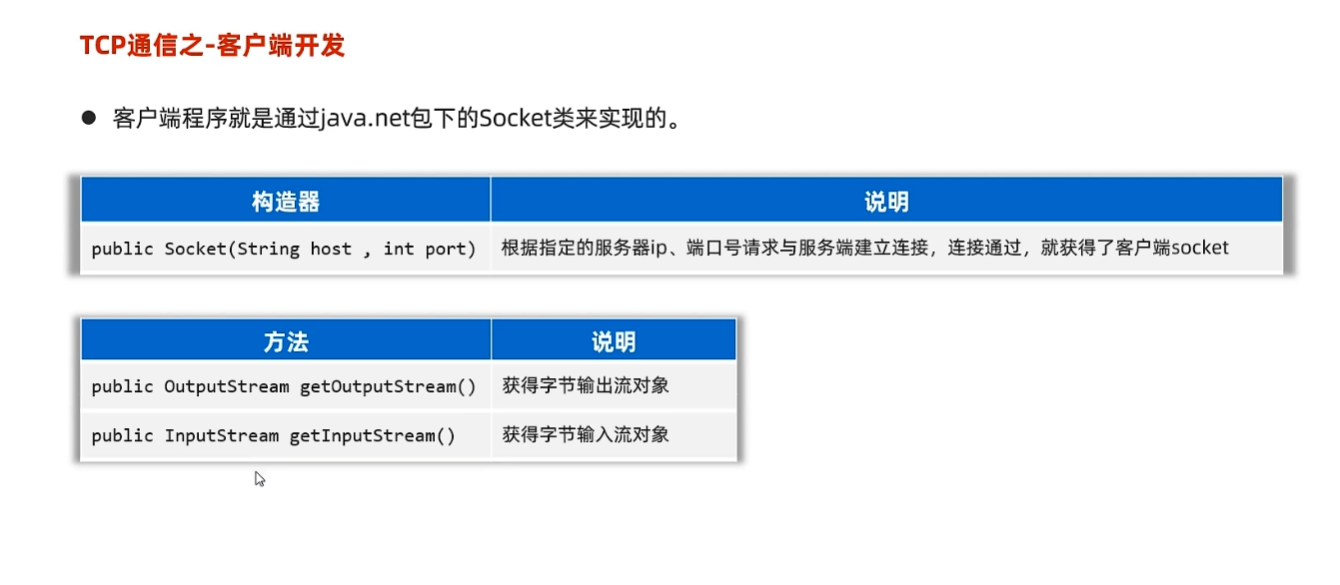 TCP通信之-客户端开发
● 客户端程序就是通过java.net包下的Socket类来实现的。
构造器 说明
public Socket(String host , int port) 根据指定的服务器ip、端口号请求与服务端建立连接，连接通过，就获得了客户端socket
方法 说明
public OutputStream getOutputStream() 获得字节输出流对象
public InputStream getInputStream() 获得字节输入流对象